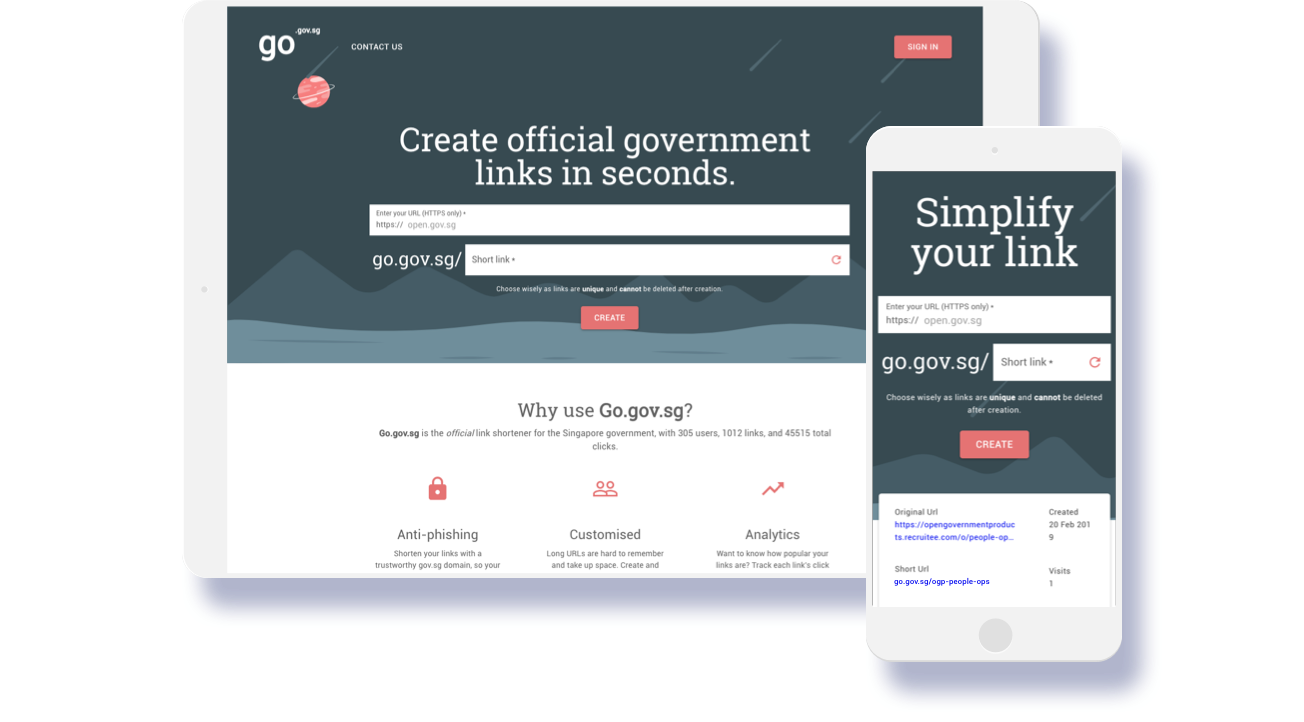 go.gov.sg
CONTACT US
SIGN IN
Create official government
links in seconds.
Enter your URL (HTTPS only) *
https:// open.gov.sg
go.gov.sg/ Short link *
Choose wisely as links are unique and cannot be deleted after creation.
CREATE
Why use Go.gov.sg?
Go.gov.sg is the official link shortener for the Singapore government, with 305 users, 1012 links, and 45515 total
clicks.
Anti-phishing
Shorten your links with a
trustworthy gov.sg domain, so your
Customised
Long URLs are hard to remember
and take up space. Create and
Analytics
Want to know how popular your
links are? Track each link's click
Simplify
your link
Enter your URL (HTTPS only) *
https:// open.gov.sg
go.gov.sg/ Short link *
Choose wisely as links are unique and cannot be deleted
after creation.
CREATE
Original Url
https://opengovernmentproduc
ts.recruitee.com/o/people-op...
Created
20 Feb 201
9
Short Url
go.gov.sg/ogp-people-ops
Visits
1